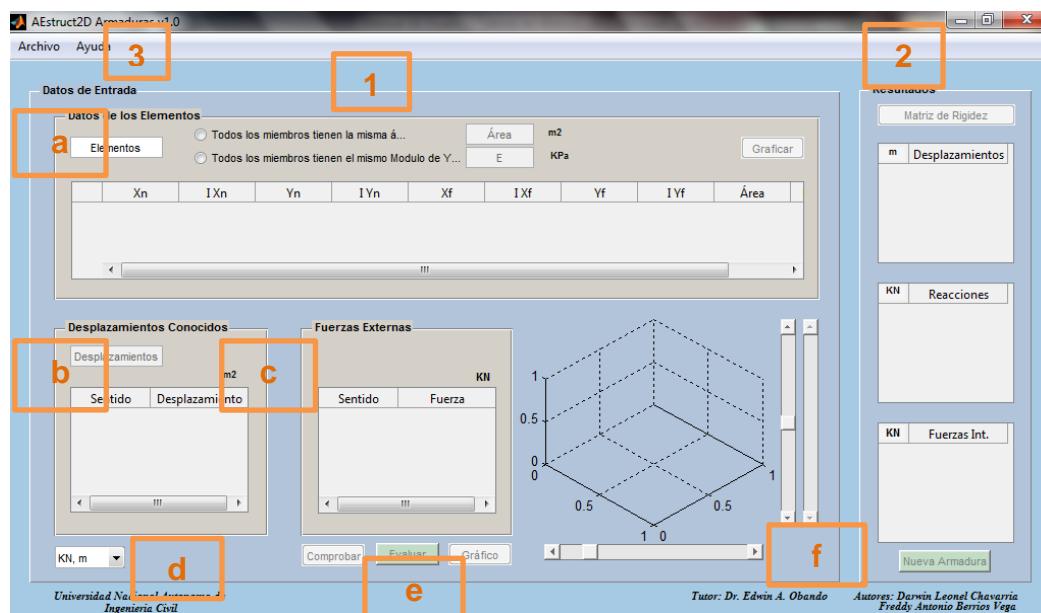 AEstruct2D Armaduras v1.0
Archivo Ayuda
3
1
2
Datos de Entrada
Resultados
Datos de los Elementos
a
Elementos
Todos los miembros tienen la misma á...
Área
m2
Todos los miembros tienen el mismo Modulo de Y...
E
KPa
Graficar
Matriz de Rigidez
m Desplazamientos
Xn I Xn Yn I Yn Xf I Xf Yf I Yf Área
KN Reacciones
Desplazamientos Conocidos
Fuerzas Externas
b
Desplazamientos
m2
c
KN
Sentido Desplazamiento
Sentido Fuerza
1
0.5
0
0
0.5
1 0
0.5
1
KN Fuerzas Int.
KN, m
d
Comprobar
Evaluar
Gráfico
e
f
Nueva Armadura
Universidad Nacional Autonoma de
Ingenieria Civil
Tutor: Dr. Edwin A. Obando
Autores: Darwin Leonel Chavarria
Freddy Antonio Berrios Vega